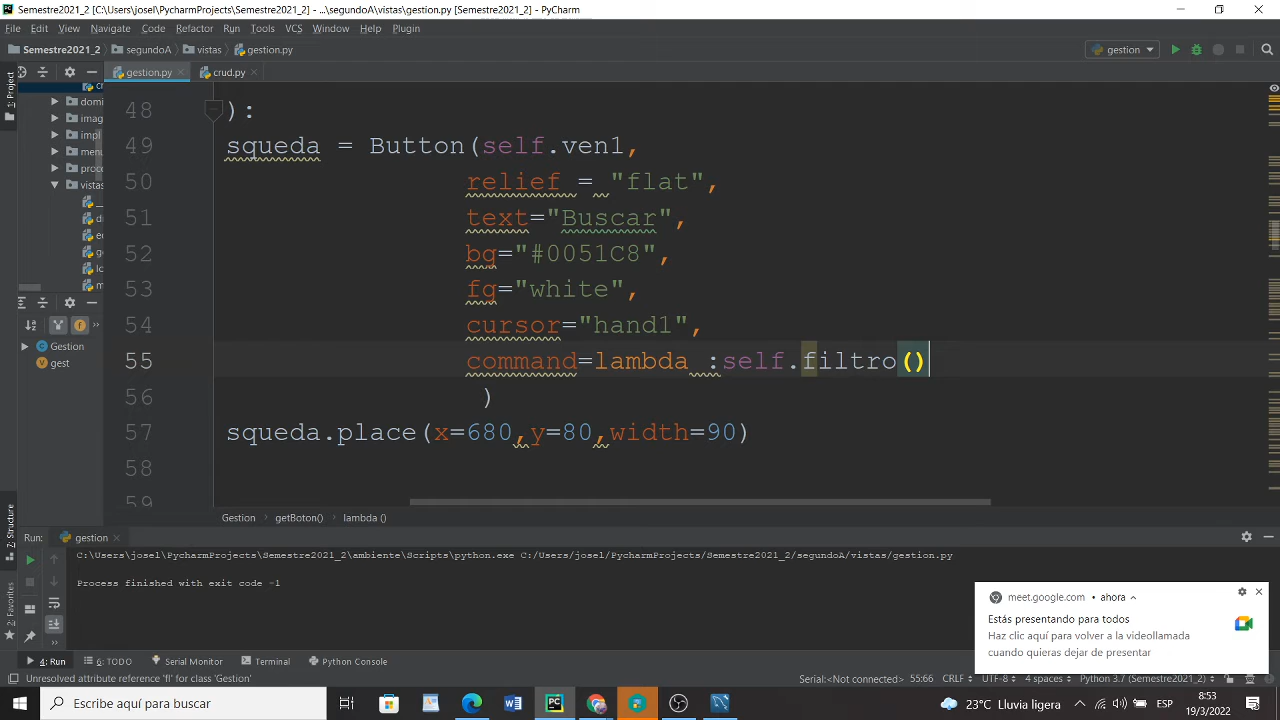 Semestre2021_2 [C:\Users\josel\PycharmProjects\Semestre2021_2] - ...\segundoA\vistas\gestion.py [Semestre2021_2] - PyCharm
File Edit View Navigate Code Refactor Run Tools VCS Window Help Plugin
Semestre2021_2 segundoA vistas gestion.py gestion
gestion.py crud.py
1: Project
domi
imag
impl
menu
proce
vistas
48 ):
49 squeda = Button(self.ven1,
50 relief = "flat",
51 text="Buscar",
52 bg="#0051C8",
53 fg="white",
54 cursor="hand1",
55 command=lambda :self.filtro()
56 )
57 squeda.place(x=680,y=80,width=90)
58
59
Gestion
gest
7: Structure
2: Favorites
Gestion getBoton() lambda ()
Run: gestion
C:\Users\josel\PycharmProjects\Semestre2021_2\ambiente\Scripts\python.exe C:/Users/josel/PycharmProjects/Semestre2021_2/segundoA/vistas/gestion.py
Process finished with exit code -1
meet.google.com • ahora
Estás presentando para todos
Haz clic aquí para volver a la videollamada
cuando quieras dejar de presentar
4: Run 6: TODO Serial Monitor Terminal Python Console
Unresolved attribute reference 'fl' for class 'Gestion' Serial:<Not connected> 55:66 CRLF UTF-8 4 spaces Python 3.7 (Semestre2021_2)
Escribe aquí para buscar
23°C Lluvia ligera ESP 8:53
19/3/2022